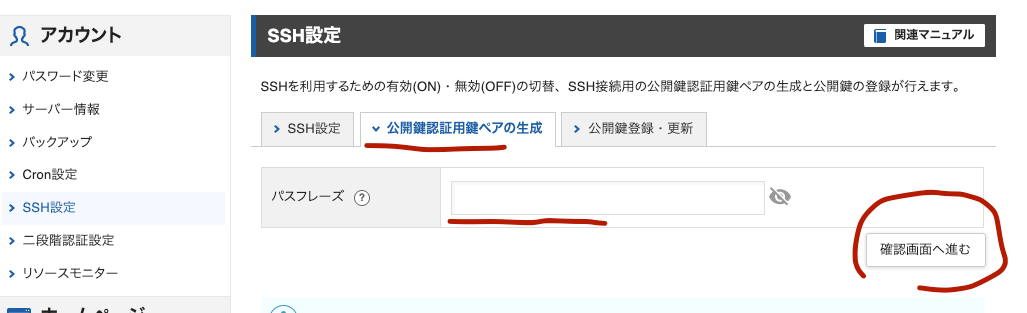 アカウント
パスワード変更
サーバー情報
バックアップ
Cron設定
SSH設定
二段階認証設定
リソースモニター
ホームページ
SSH設定
関連マニュアル
SSHを利用するための有効(ON)・無効(OFF)の切替、SSH接続用の公開鍵認証用鍵ペアの生成と公開鍵の登録が行えます。
SSH設定
公開鍵認証用鍵ペアの生成
公開鍵登録・更新
パスフレーズ ?
確認画面へ進む